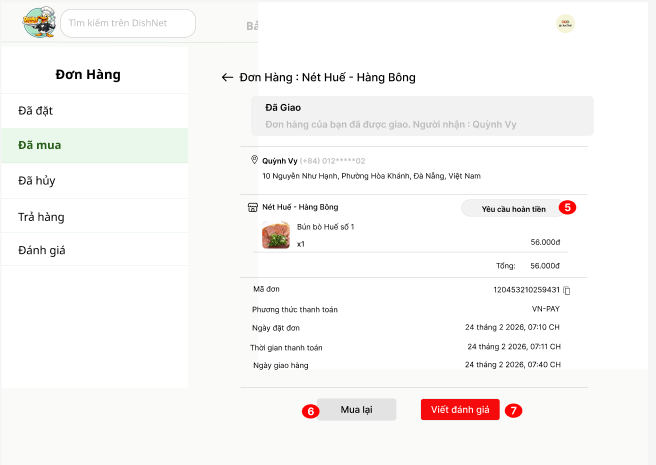 Tìm kiếm trên DishNet
Bả
Đơn Hàng
Đã đặt
Đã mua
Đã hủy
Trả hàng
Đánh giá
← Đơn Hàng : Nét Huế - Hàng Bông
Đã Giao
Đơn hàng của bạn đã được giao. Người nhận : Quỳnh Vy
Quỳnh Vy (+84) 012*****02
10 Nguyễn Như Hạnh, Phường Hòa Khánh, Đà Nẵng, Việt Nam
Nét Huế - Hàng Bông Yêu cầu hoàn tiền 5
Bún bò Huế số 1
x1 56.000đ
Tổng: 56.000đ
Mã đơn 120453210259431
Phương thức thanh toán VN-PAY
Ngày đặt đơn 24 tháng 2 2026, 07:10 CH
Thời gian thanh toán 24 tháng 2 2026, 07:11 CH
Ngày giao hàng 24 tháng 2 2026, 07:40 CH
6 Mua lại Viết đánh giá 7